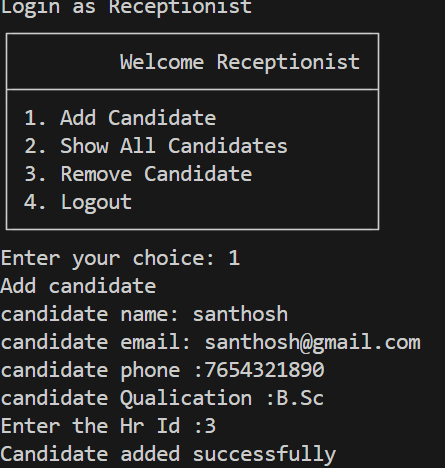 Login as Receptionist
Welcome Receptionist
1. Add Candidate
2. Show All Candidates
3. Remove Candidate
4. Logout
Enter your choice: 1
Add candidate
candidate name: santhosh
candidate email: santhosh@gmail.com
candidate phone :7654321890
candidate Qualication :B.Sc
Enter the Hr Id :3
Candidate added successfully